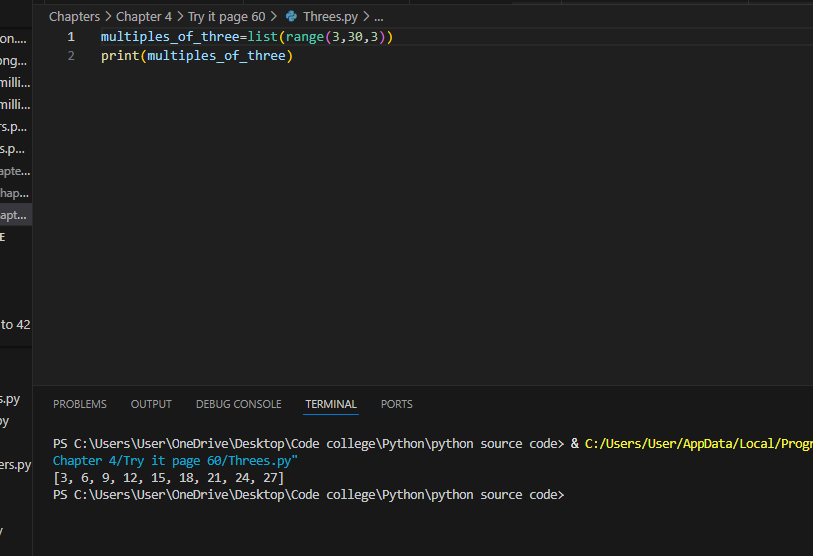 Chapters > Chapter 4 > Try it page 60 > Threes.py > ...
on....
ong...
milli...
milli...
rs.p...
s.p...
apte...
hap...
apt...
E
to 42
s.py
py
ers.py
y
1 multiples_of_three=list(range(3,30,3))
2 print(multiples_of_three)
PROBLEMS OUTPUT DEBUG CONSOLE TERMINAL PORTS
PS C:\Users\User\OneDrive\Desktop\Code college\Python\python source code> & C:/Users/User/AppData/Local/Progr
Chapter 4/Try it page 60/Threes.py"
[3, 6, 9, 12, 15, 18, 21, 24, 27]
PS C:\Users\User\OneDrive\Desktop\Code college\Python\python source code>